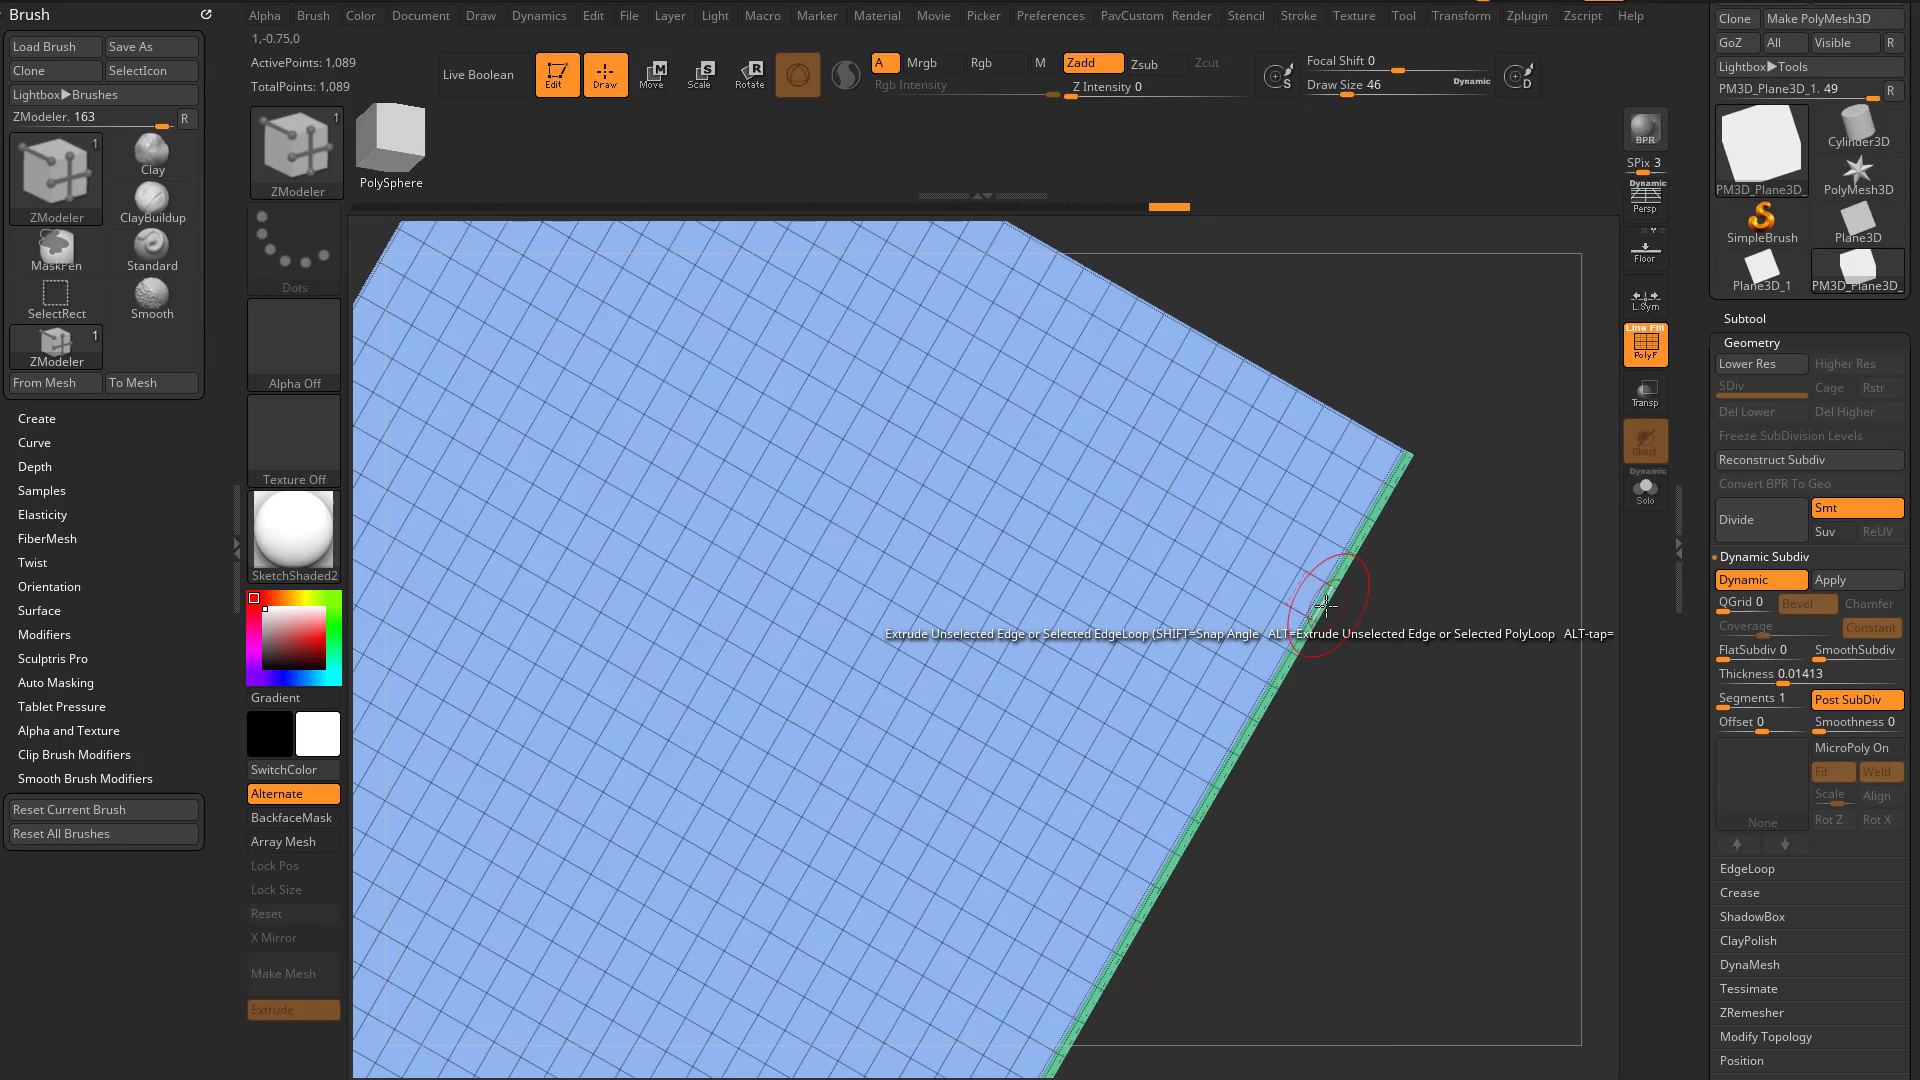 Brush
Alpha Brush Color Document Draw Dynamics Edit File Layer Light Macro Marker Material Movie Picker Preferences PavCustom Render Stencil Stroke Texture Tool Transform Zplugin Zscript Help
Load Brush Save As
Clone SelectIcon
Lightbox▶Brushes
ZModeler. 163 R
1
ZModeler
Clay
ClayBuildup
MaskPen
Standard
SelectRect
Smooth
1
ZModeler
From Mesh To Mesh
Create
Curve
Depth
Samples
Elasticity
FiberMesh
Twist
Orientation
Surface
Modifiers
Sculptris Pro
Auto Masking
Tablet Pressure
Alpha and Texture
Clip Brush Modifiers
Smooth Brush Modifiers
Reset Current Brush
Reset All Brushes
1,-0.75,0
ActivePoints: 1,089
TotalPoints: 1,089
Live Boolean
Edit Draw Move Scale Rotate
A Mrgb Rgb M Zadd Zsub Zcut
Rgb Intensity Z Intensity 0
S
Focal Shift 0
Draw Size 46 Dynamic
D
1
ZModeler
PolySphere
Dots
Alpha Off
Texture Off
SketchShaded2
Gradient
SwitchColor
Alternate
BackfaceMask
Array Mesh
Lock Pos
Lock Size
Reset
X Mirror
Make Mesh
Extrude
Extrude Unselected Edge or Selected EdgeLoop (SHIFT=Snap Angle ALT=Extrude Unselected Edge or Selected PolyLoop ALT-tap=
BPR
SPix 3
Dynamic
Persp
Floor
L.Sym
Line Fill
PolyF
Transp
Ghost
Dynamic
Solo
Clone Make PolyMesh3D
GoZ All Visible R
Lightbox▶Tools
PM3D_Plane3D_1. 49 R
PM3D_Plane3D_
Cylinder3D
PolyMesh3D
SimpleBrush
Plane3D
Plane3D_1
PM3D_Plane3D_
Subtool
Geometry
Lower Res Higher Res
SDiv Cage Rstr
Del Lower Del Higher
Freeze SubDivision Levels
Reconstruct Subdiv
Convert BPR To Geo
Divide Smt
Suv ReUV
Dynamic Subdiv
Dynamic Apply
QGrid 0 Bevel Chamfer
Coverage Constant
FlatSubdiv 0 SmoothSubdiv
Thickness 0.01413
Segments 1 Post SubDiv
Offset 0 Smoothness 0
MicroPoly On
Fit Weld
Scale Align
None Rot Z Rot X
EdgeLoop
Crease
ShadowBox
ClayPolish
DynaMesh
Tessimate
ZRemesher
Modify Topology
Position